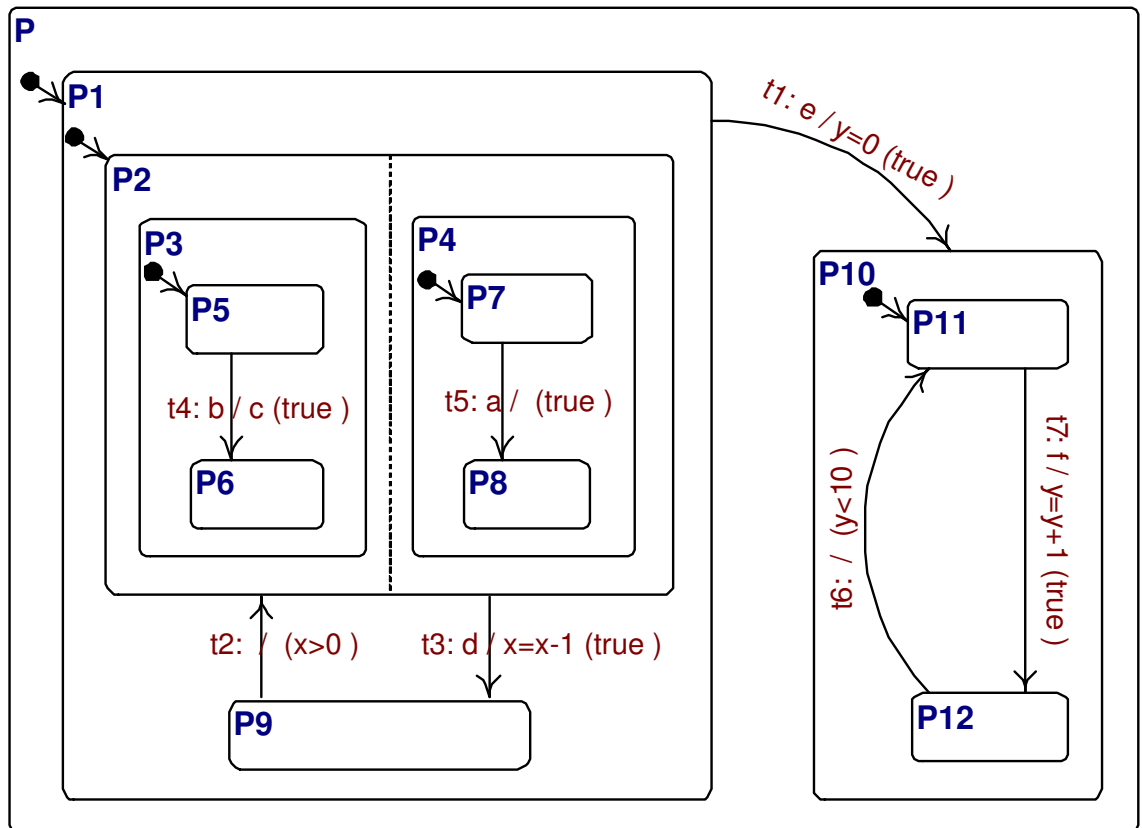 P
P1
t1: e / y=0 (true )
P2
P3
P4
P10
P5
P7
P11
t4: b / c (true )
t5: a /  (true )
t6:  /  (y<10 )
t7: f / y=y+1 (true )
P6
P8
t2:  /  (x>0 )
t3: d / x=x-1 (true )
P9
P12